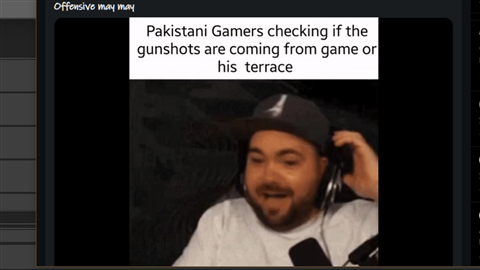 Offensive may may
Pakistani Gamers checking if the
gunshots are coming from game or
his terrace